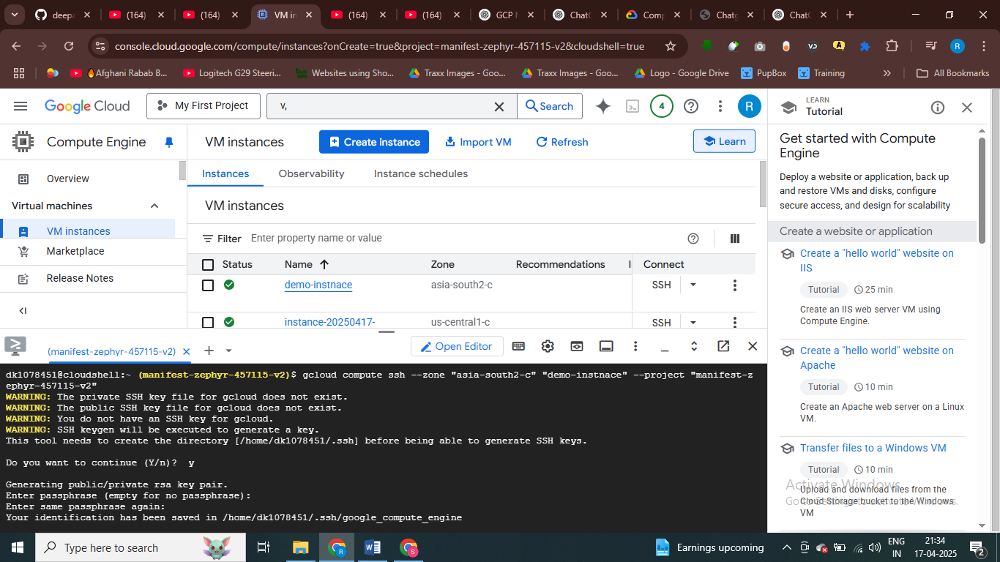 deepa
(164)
(164)
VM in
(164)
(164)
GCP M
ChatG
Comp
Chatg
ChatG
console.cloud.google.com/compute/instances?onCreate=true&project=manifest-zephyr-457115-v2&cloudshell=true
R
🔥Afghani Rabab B...
Logitech G29 Steeri...
Websites using Sho...
Traxx Images - Goo...
Traxx Images - Goo...
Logo - Google Drive
PupBox
Training
All Bookmarks
Google Cloud
My First Project
v,
Search
4
R
LEARN
Tutorial
Compute Engine
VM instances
Create instance
Import VM
Refresh
Learn
Get started with Compute
Engine
Overview
Instances
Observability
Instance schedules
Deploy a website or application, back up
and restore VMs and disks, configure
secure access, and design for scalability
Virtual machines
VM instances
VM instances
Marketplace
Release Notes
Filter
Enter property name or value
Create a website or application
Status
Name
Zone
Recommendations
Connect
demo-instnace
asia-south2-c
SSH
instance-20250417-
us-central1-c
SSH
Create a "hello world" website on
IIS
Tutorial
25 min
Create an IIS web server VM using
Compute Engine.
Create a "hello world" website on
Apache
Tutorial
10 min
Create an Apache web server on a Linux
VM.
Transfer files to a Windows VM
Tutorial
10 min
Upload and download files from the
Cloud Storage bucket to the Windows
VM
(manifest-zephyr-457115-v2)
Open Editor
dk1078451@cloudshell:~ (manifest-zephyr-457115-v2)$ gcloud compute ssh --zone "asia-south2-c" "demo-instnace" --project "manifest-z
ephyr-457115-v2"
WARNING: The private SSH key file for gcloud does not exist.
WARNING: The public SSH key file for gcloud does not exist.
WARNING: You do not have an SSH key for gcloud.
WARNING: SSH keygen will be executed to generate a key.
This tool needs to create the directory [/home/dk1078451/.ssh] before being able to generate SSH keys.
Do you want to continue (Y/n)?  y
Generating public/private rsa key pair.
Enter passphrase (empty for no passphrase):
Enter same passphrase again:
Your identification has been saved in /home/dk1078451/.ssh/google_compute_engine
Activate Windows
Go to Settings to activate Windows.
Type here to search
Earnings upcoming
ENG
IN
21:34
17-04-2025
2